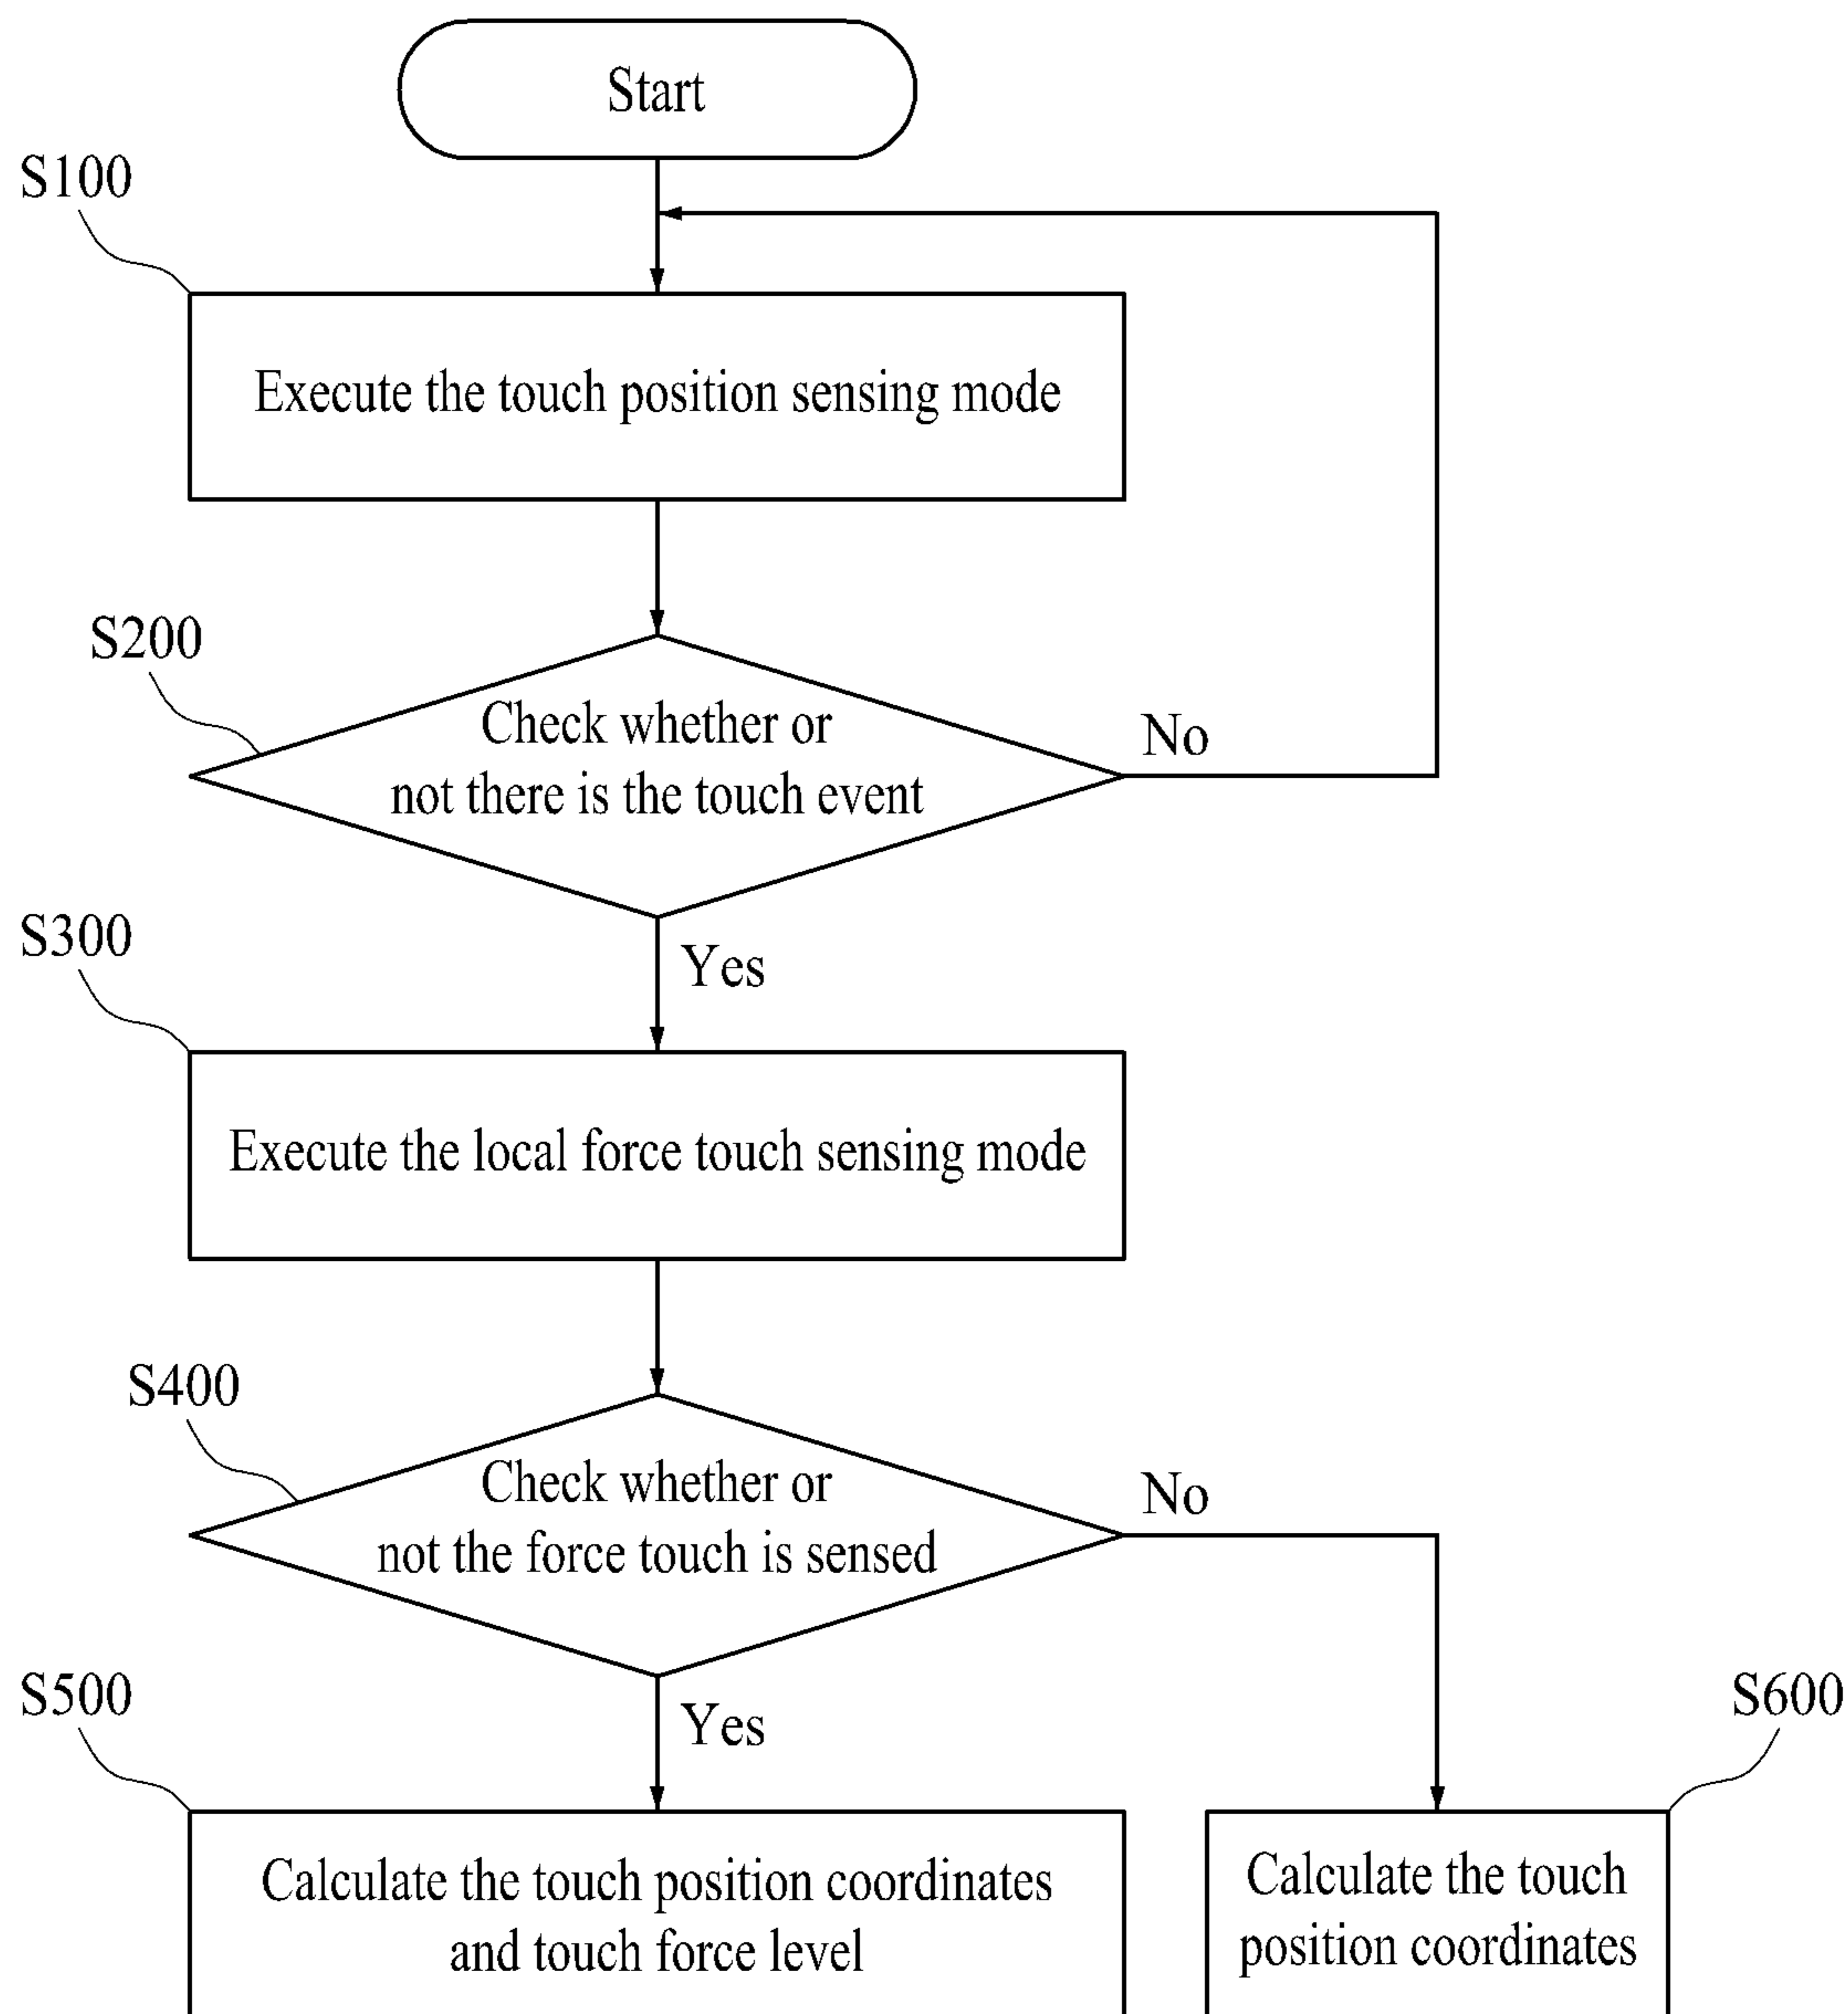 Start
S100
Execute the touch position sensing mode
S200
Check whether or
not there is the touch event
No
Yes
S300
Execute the local force touch sensing mode
S400
Check whether or
not the force touch is sensed
No
Yes
S500
Calculate the touch position coordinates
and touch force level
S600
Calculate the touch
position coordinates